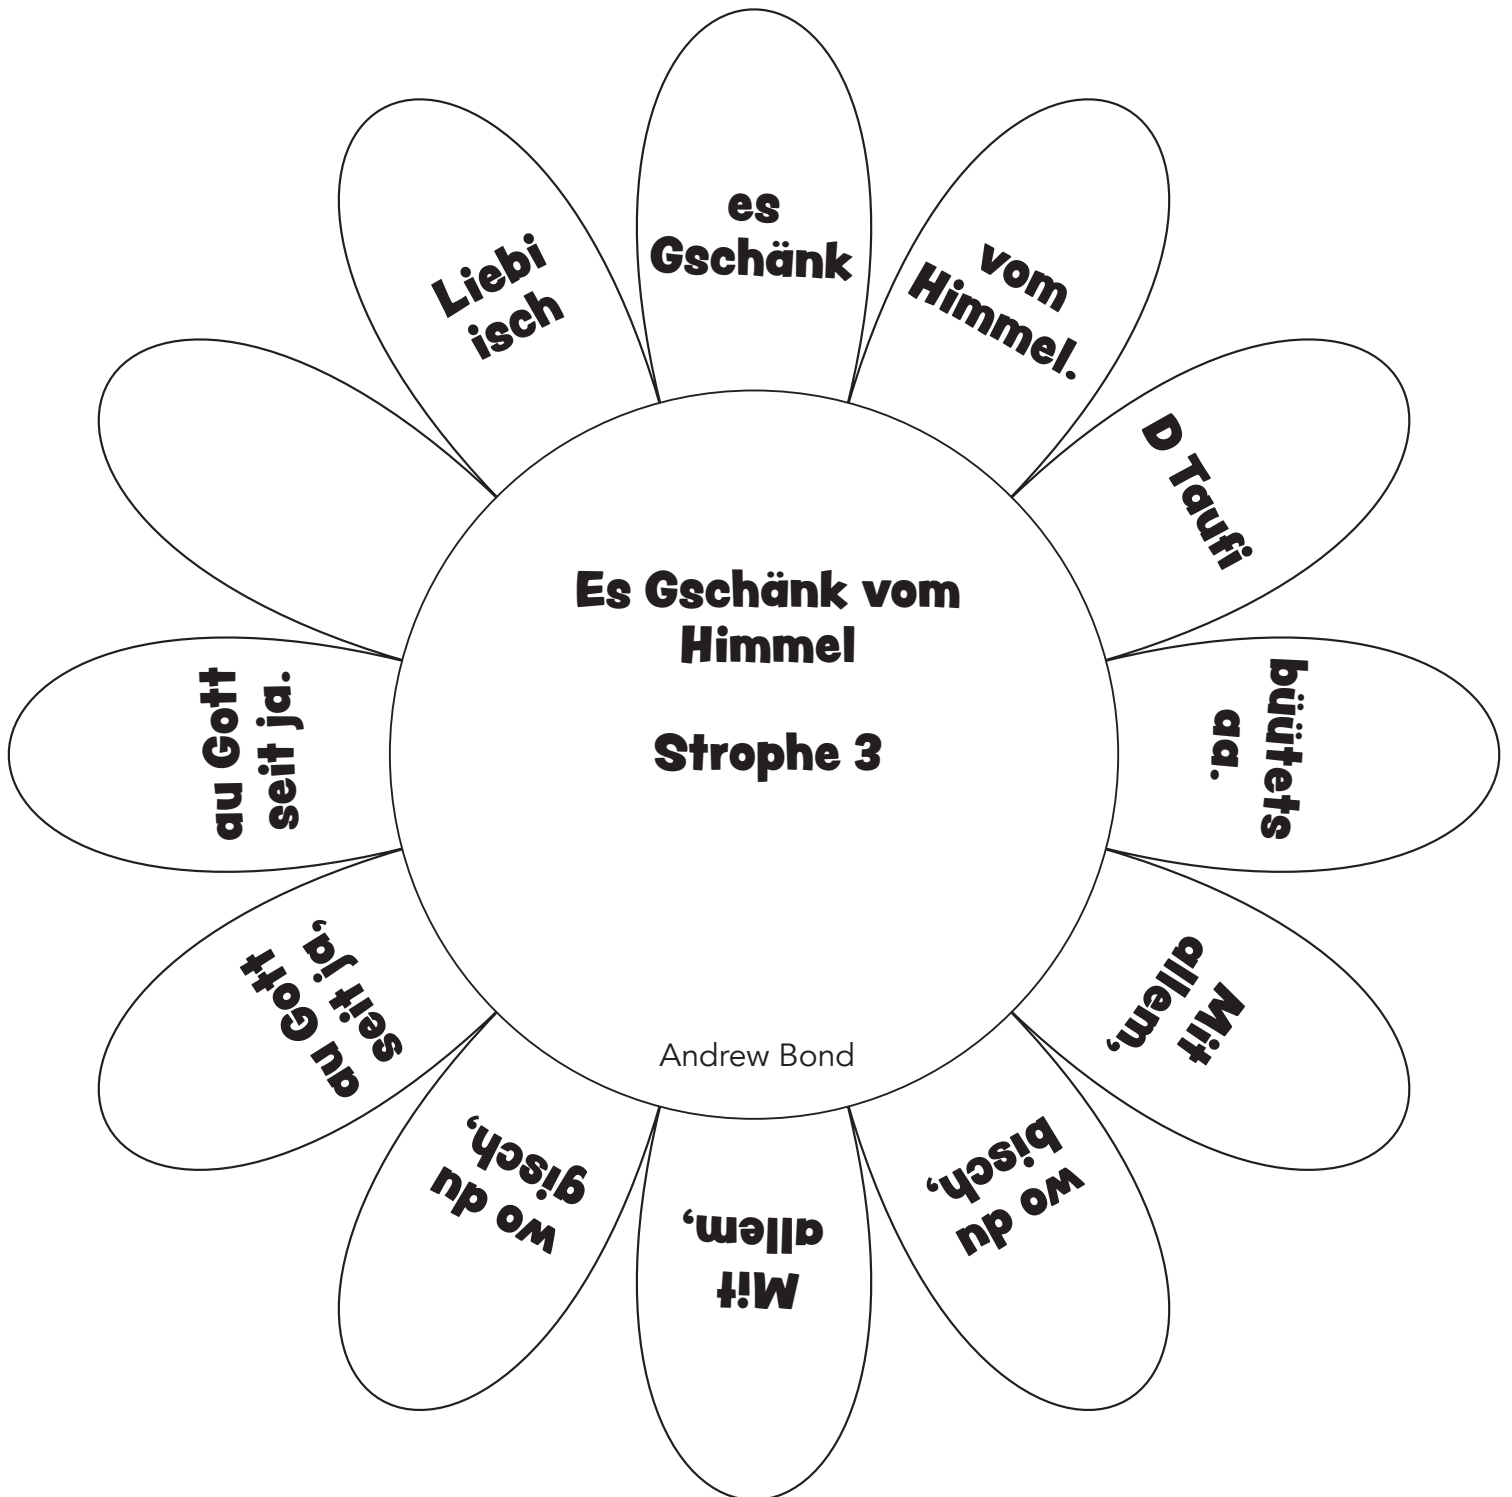 Es Gschänk vom
Himmel
Strophe 3
Andrew Bond
Liebi
isch
es
Gschänk
vom
Himmel.
D Taufi
büütets
aa.
Mit
allem,
wo du
bisch,
Mit
allem,
wo du
gisch,
au Gott
seit ja,
au Gott
seit ja.